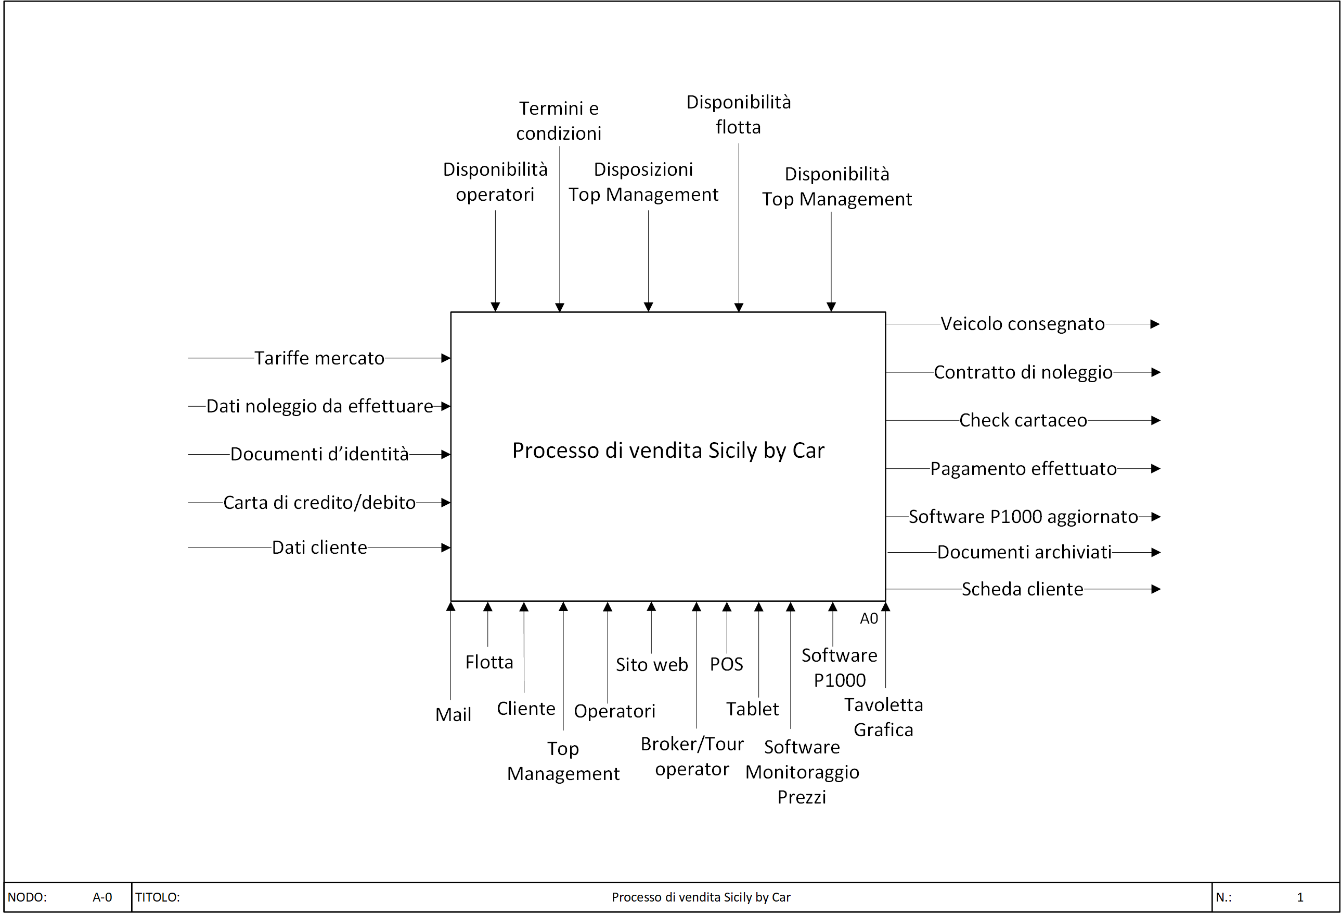 Termini e
condizioni
Disponibilità
flotta
Disponibilità
operatori
Disposizioni
Top Management
Disponibilità
Top Management
Tariffe mercato
Dati noleggio da effettuare
Documenti d’identità
Carta di credito/debito
Dati cliente
Processo di vendita Sicily by Car
A0
Veicolo consegnato
Contratto di noleggio
Check cartaceo
Pagamento effettuato
Software P1000 aggiornato
Documenti archiviati
Scheda cliente
Mail
Flotta
Cliente
Top
Management
Operatori
Sito web
Broker/Tour
operator
POS
Tablet
Software
Monitoraggio
Prezzi
Software
P1000
Tavoletta
Grafica
NODO: A-0
TITOLO: Processo di vendita Sicily by Car
N.: 1